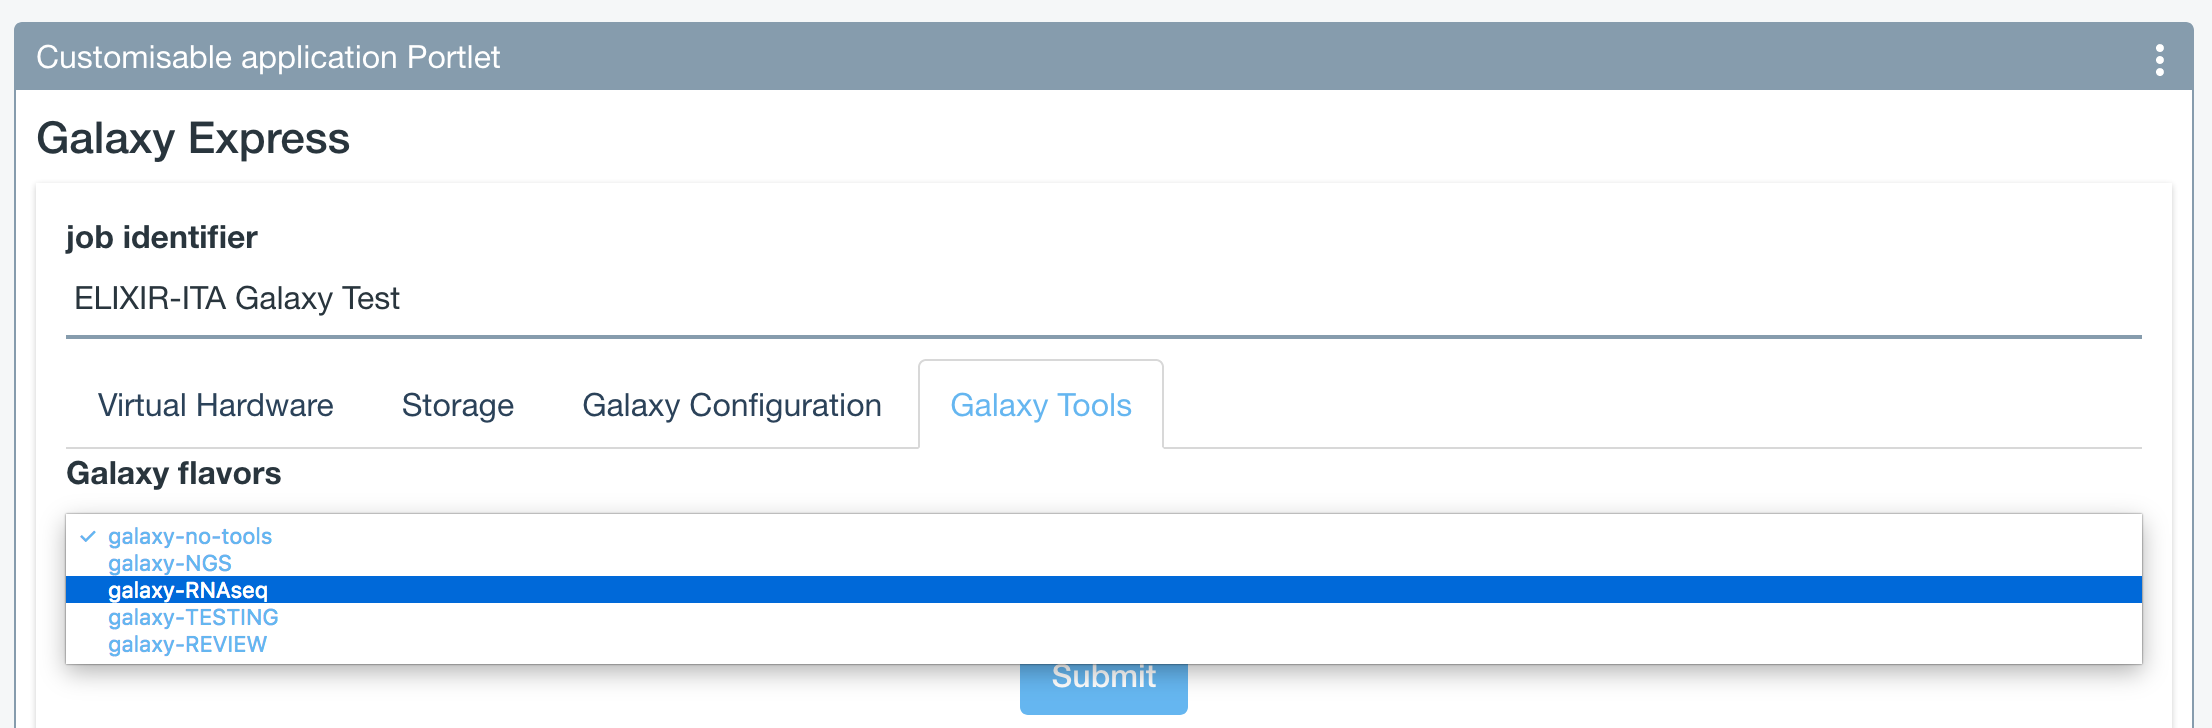 Customisable application Portlet
Galaxy Express
job identifier
ELIXIR-ITA Galaxy Test
Virtual Hardware Storage Galaxy Configuration Galaxy Tools
Galaxy flavors
✓ galaxy-no-tools
galaxy-NGS
galaxy-RNAseq
galaxy-TESTING
galaxy-REVIEW
Submit